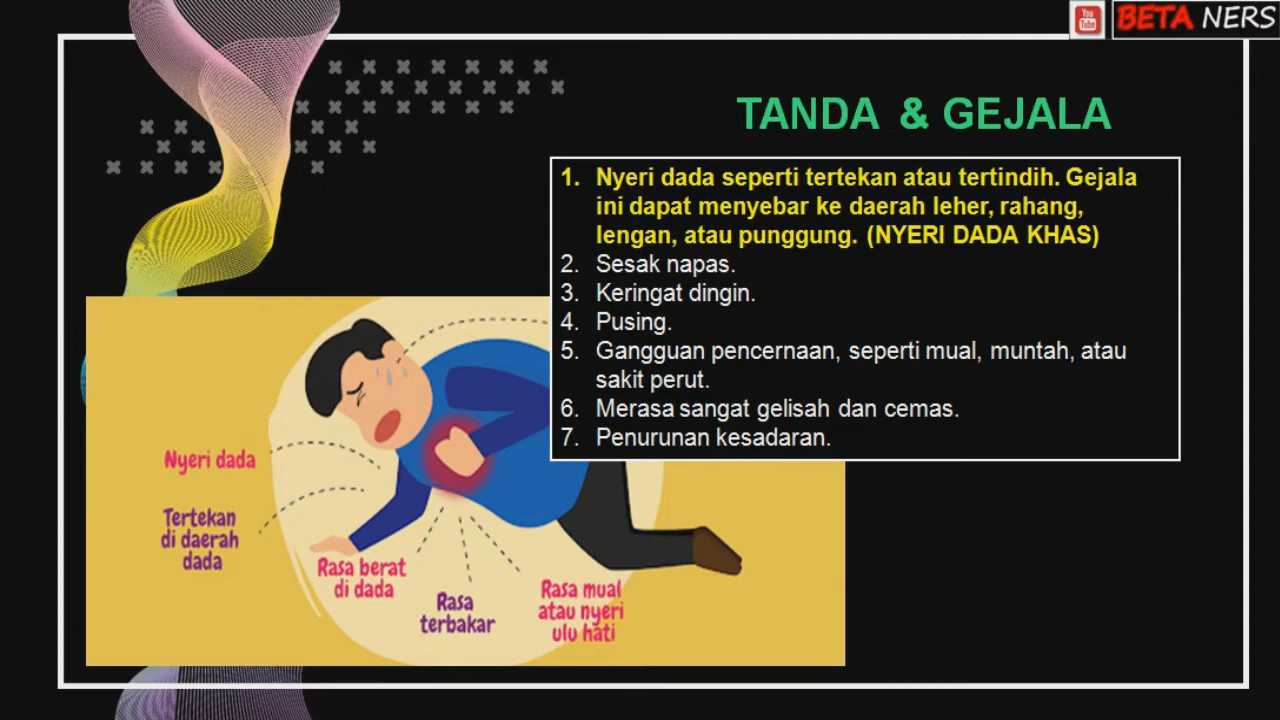 You
Tube
BETA NERS
TANDA & GEJALA
1. Nyeri dada seperti tertekan atau tertindih. Gejala
ini dapat menyebar ke daerah leher, rahang,
lengan, atau punggung. (NYERI DADA KHAS)
2. Sesak napas.
3. Keringat dingin.
4. Pusing.
5. Gangguan pencernaan, seperti mual, muntah, atau
sakit perut.
6. Merasa sangat gelisah dan cemas.
7. Penurunan kesadaran.
Nyeri dada
Tertekan
di daerah
dada
Rasa berat
di dada
Rasa
terbakar
Rasa mual
atau nyeri
ulu hati